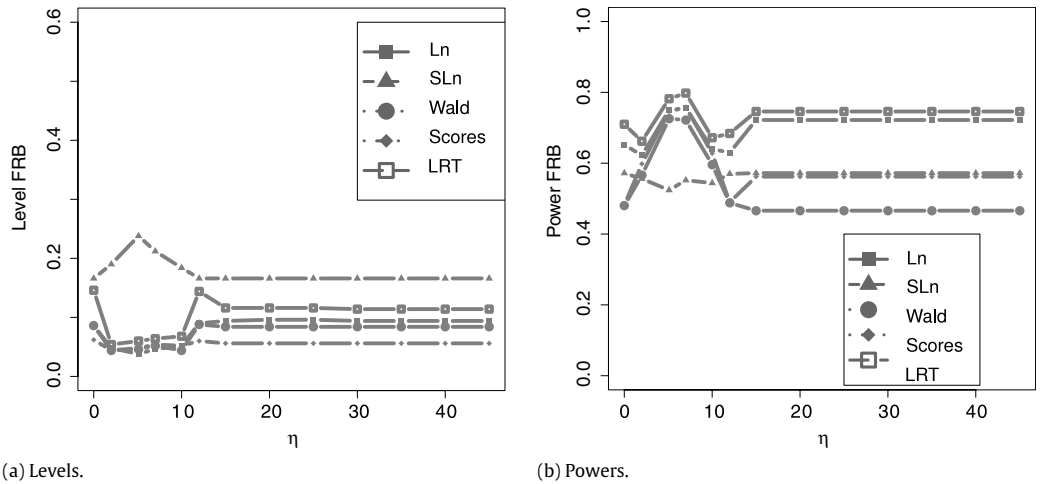 0.6
0.4
0.2
0.0
Level FRB
0
10
20
30
40
η
Ln
SLn
Wald
Scores
LRT
(a) Levels.
1.0
0.8
0.6
0.4
0.2
0.0
Power FRB
0
10
20
30
40
η
Ln
SLn
Wald
Scores
LRT
(b) Powers.